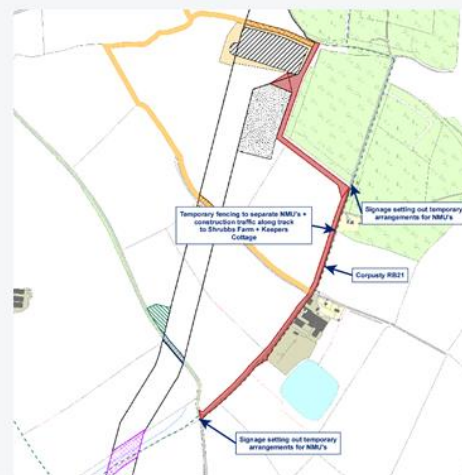 Temporary fencing to separate NMU's +
construction traffic along track
to Shrubbs Farm + Keepers
Cottage
Signage setting out temporary
arrangements for NMU's
Corpusty RB21
Signage setting out temporary
arrangements for NMU's